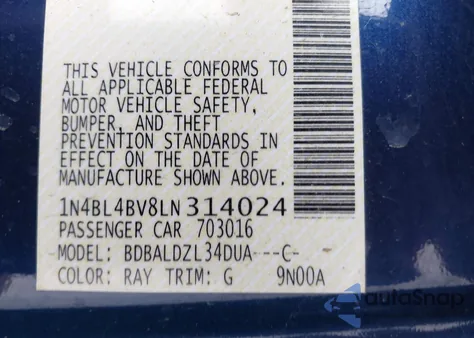 THIS VEHICLE CONFORMS TO
ALL APPLICABLE FEDERAL
MOTOR VEHICLE SAFETY,
BUMPER, AND THEFT
PREVENTION STANDARDS IN
EFFECT ON THE DATE OF
MANUFACTURE SHOWN ABOVE.
1N4BL4BV8LN314024
PASSENGER CAR 703016
MODEL: BDBALDZL34DUA---C-
COLOR: RAY TRIM: G 9N00A
autoSnap